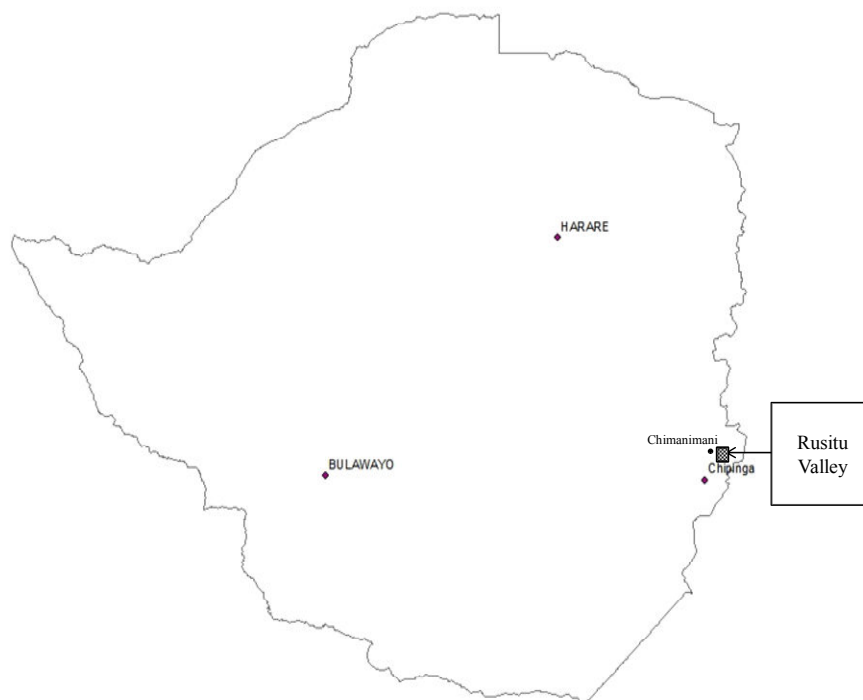 HARARE
Chimanimani
Rusitu
Valley
BULAWAYO
Chipinga